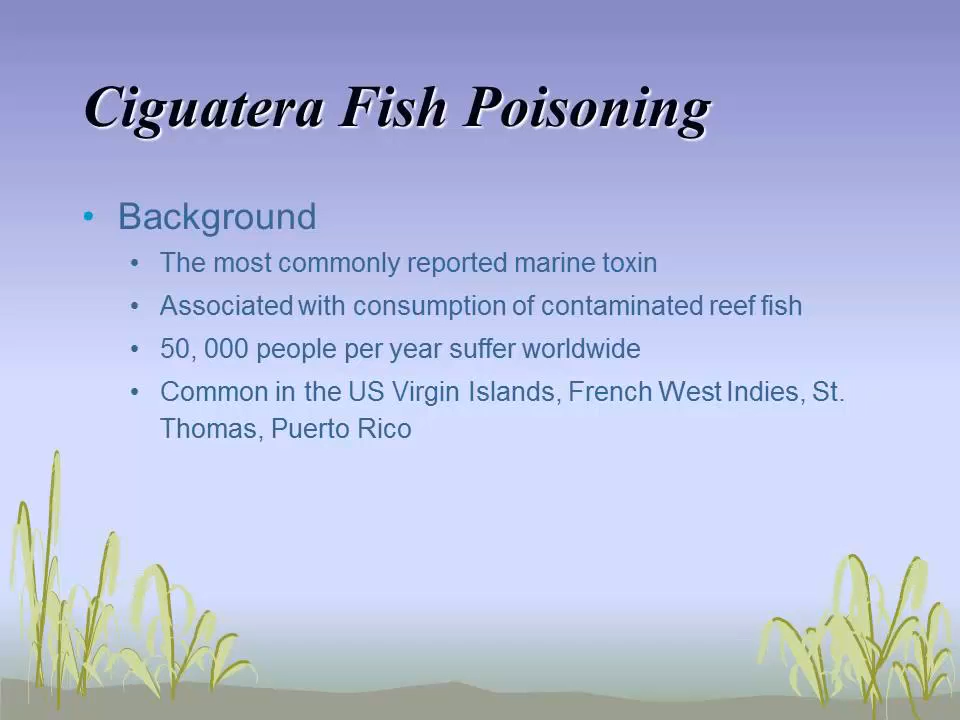 Ciguatera Fish Poisoning
• Background
• The most commonly reported marine toxin
• Associated with consumption of contaminated reef fish
• 50, 000 people per year suffer worldwide
• Common in the US Virgin Islands, French West Indies, St.
Thomas, Puerto Rico